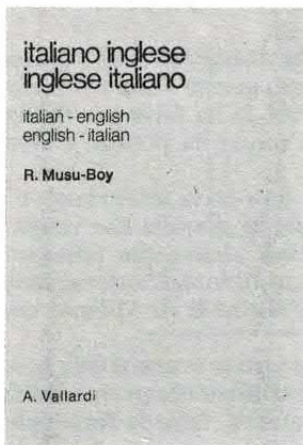 italiano inglese
inglese italiano
italian - english
english - italian
R. Musu-Boy
A. Vallardi